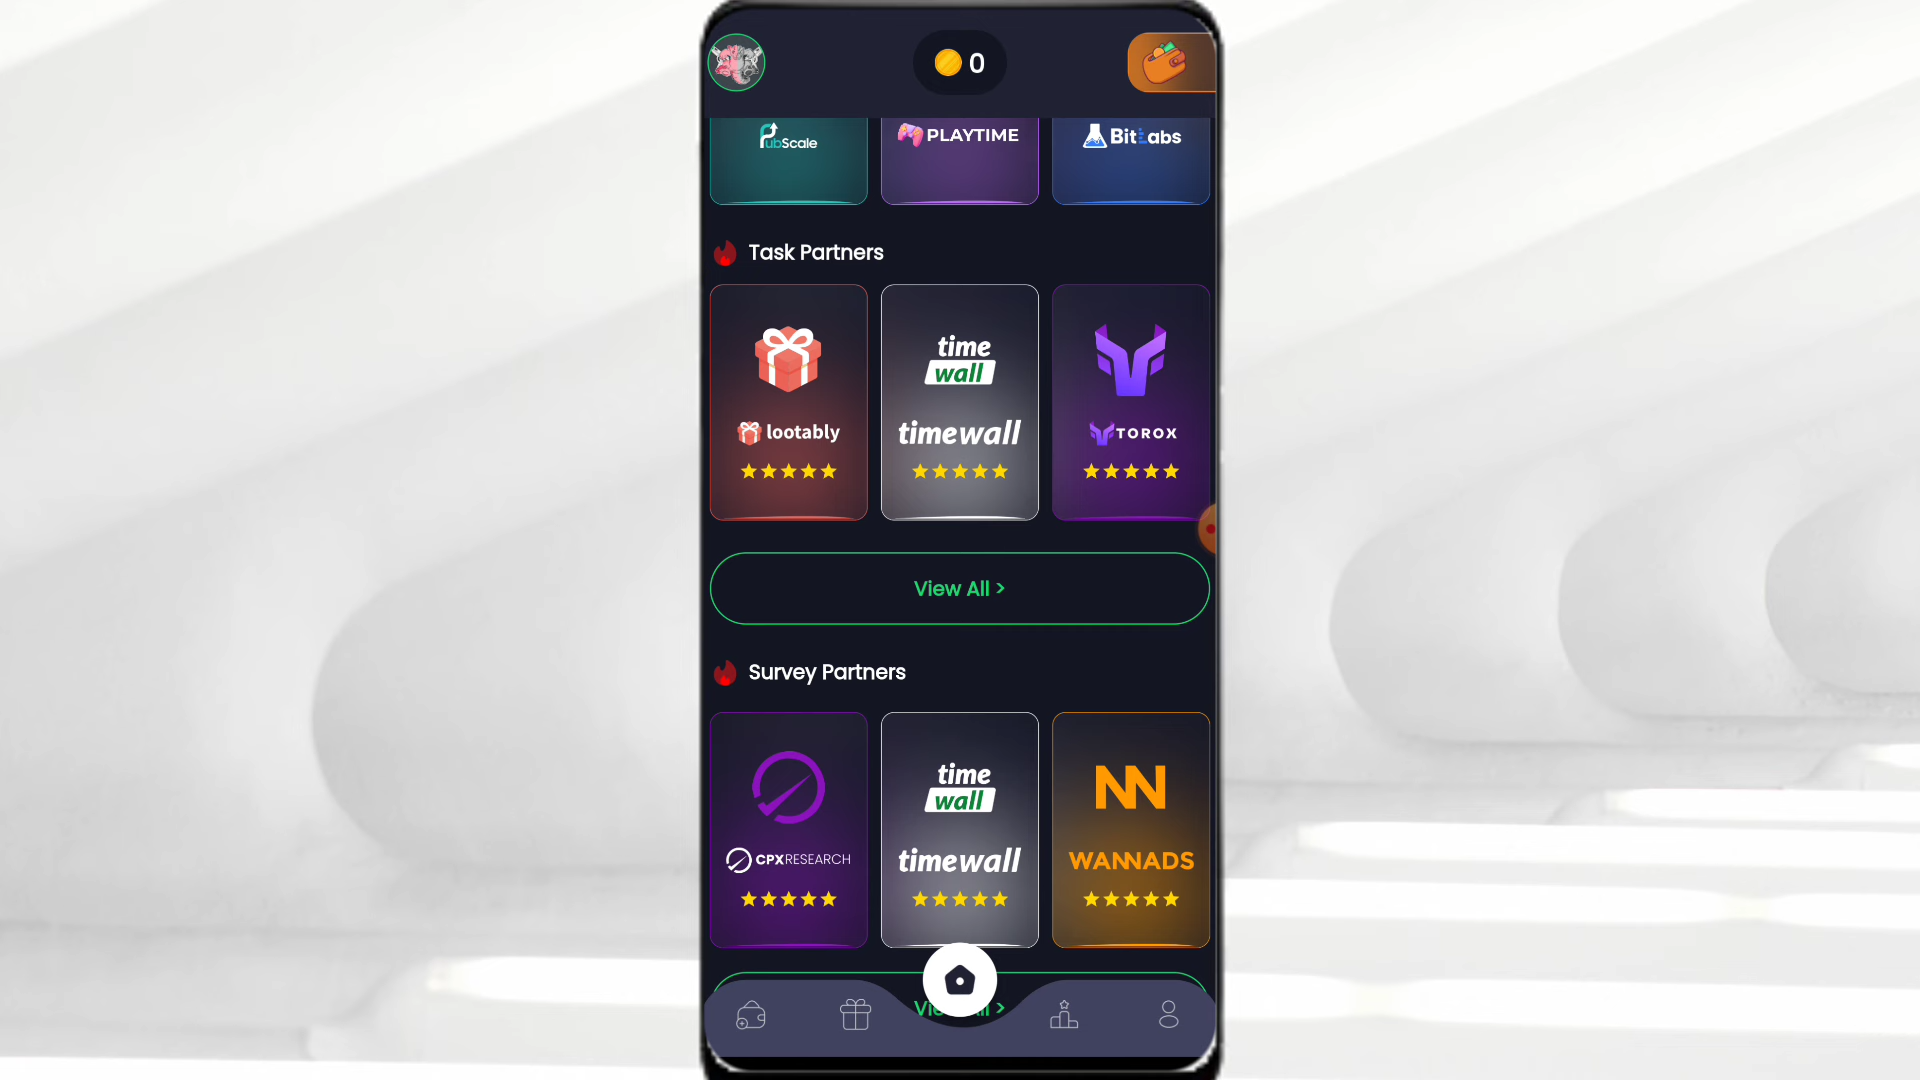 0
PubScale
PLAYTIME
BitLabs
Task Partners
time
wall
lootably
timewall
TOROX
View All >
Survey Partners
time
wall
CPXRESEARCH
timewall
WANNADS